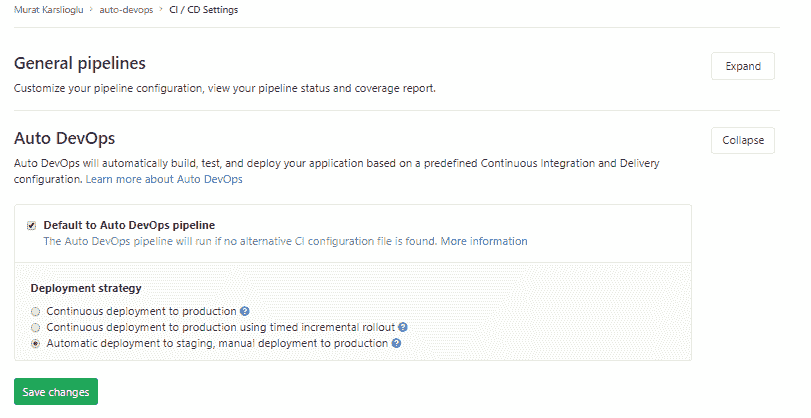 Murat Karslioglu > auto-devops > CI / CD Settings
General pipelines
Expand
Customize your pipeline configuration, view your pipeline status and coverage report.
Auto DevOps
Collapse
Auto DevOps will automatically build, test, and deploy your application based on a predefined Continuous Integration and Delivery
configuration. Learn more about Auto DevOps
Default to Auto DevOps pipeline
The Auto DevOps pipeline will run if no alternative CI configuration file is found. More information
Deployment strategy
Continuous deployment to production ?
Continuous deployment to production using timed incremental rollout ?
Automatic deployment to staging, manual deployment to production ?
Save changes